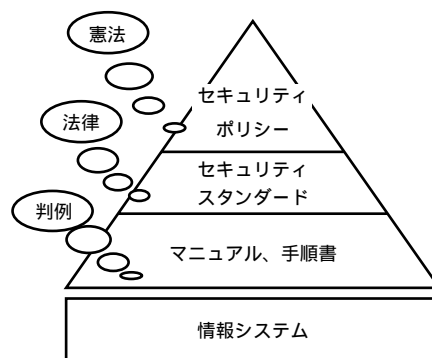 憲法
セキュリティ
ポリシー
法律
セキュリティ
スタンダード
判例
マニュアル、手順書
情報システム